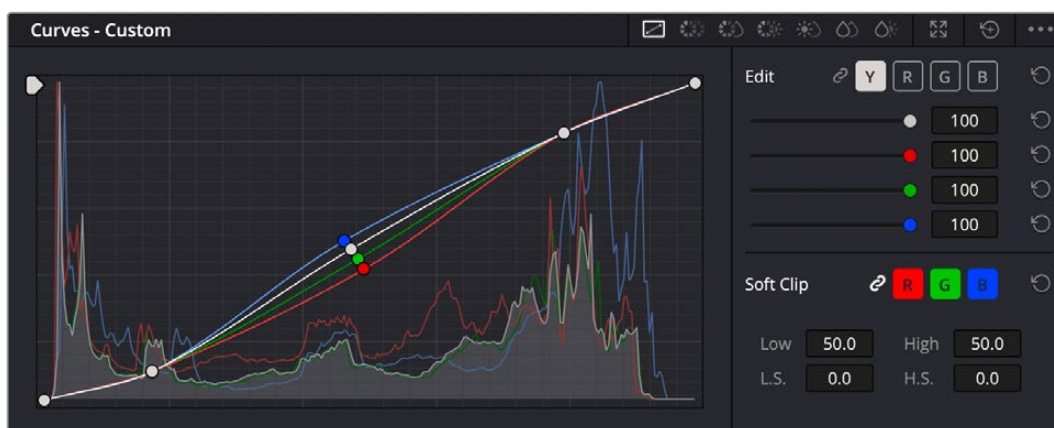 Curves - Custom
Edit Y R G B
100
100
100
100
Soft Clip R G B
Low 50.0 High 50.0
L.S. 0.0 H.S. 0.0